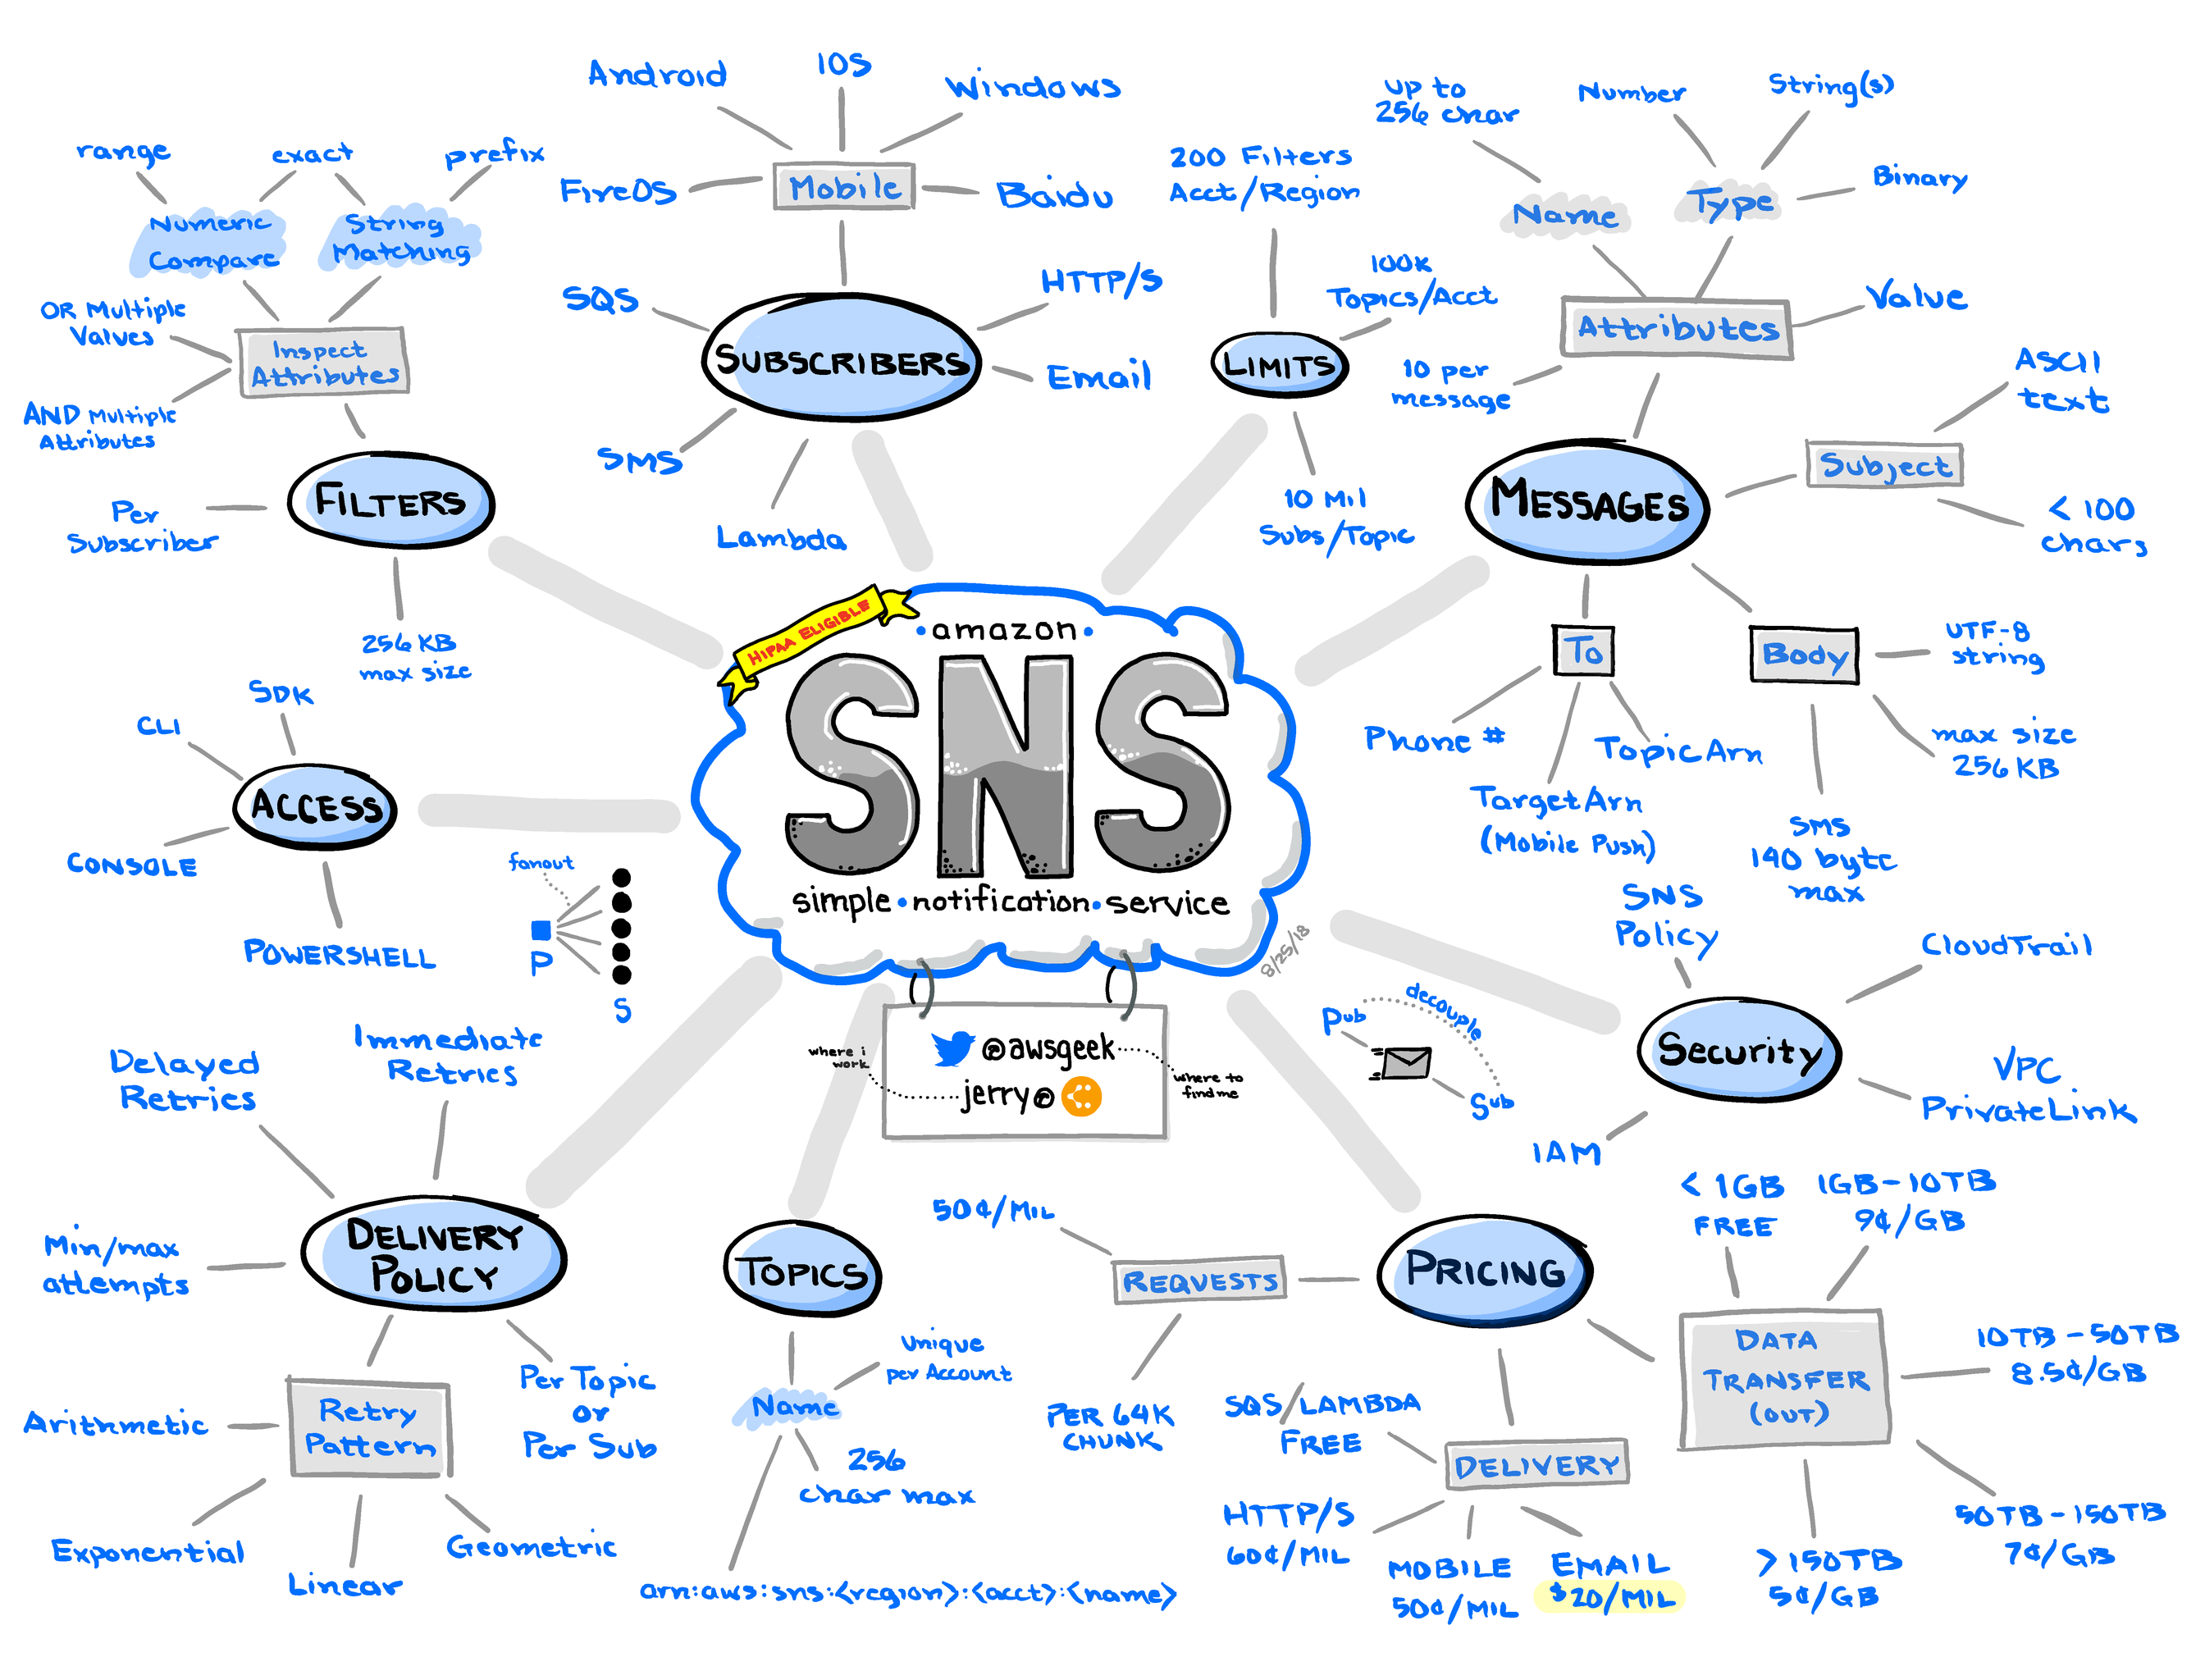 Android
IOS
Windows
FireOS
Mobile
Baidu
SQS
HTTP/S
SUBSCRIBERS
Email
SMS
Lambda
range
exact
prefix
Numeric
Compare
String
Matching
OR Multiple
Values
Inspect
Attributes
AND Multiple
Attributes
FILTERS
Per
Subscriber
256 KB
max size
200 Filters
Acct/Region
100K
Topics/Acct
LIMITS
10 Mil
Subs/Topic
up to
256 char
Number
String(s)
Name
Type
Binary
Attributes
Value
10 per
message
MESSAGES
Subject
ASCII
text
< 100
chars
To
Phone #
TargetArn
(Mobile Push)
TopicArn
Body
UTF-8
string
max size
256 KB
SMS
140 byte
max
HIPAA ELIGIBLE
•amazon•
SNS
simple•notification•service
8/25/18
SDK
CLI
ACCESS
CONSOLE
POWERSHELL
fanout
P
S
where i
work
@awsgeek
jerry@
where to
find me
Pub
decouple
Sub
SNS
Policy
CloudTrail
Security
VPC
PrivateLink
IAM
Delayed
Retries
Immediate
Retries
Min/max
attempts
DELIVERY
POLICY
Per Topic
or
Per Sub
Retry
Pattern
Arithmetic
Exponential
Linear
Geometric
TOPICS
Name
Unique
per Account
256
char max
arn:aws:sns:<region>:<acct>:<name>
PRICING
50¢/MIL
REQUESTS
PER 64K
CHUNK
SQS/LAMBDA
FREE
DELIVERY
HTTP/S
60¢/MIL
MOBILE
50¢/MIL
EMAIL
$20/MIL
< 1GB
FREE
1GB-10TB
9¢/GB
DATA
TRANSFER
(OUT)
10TB-50TB
8.5¢/GB
50TB-150TB
7¢/GB
> 150TB
5¢/GB